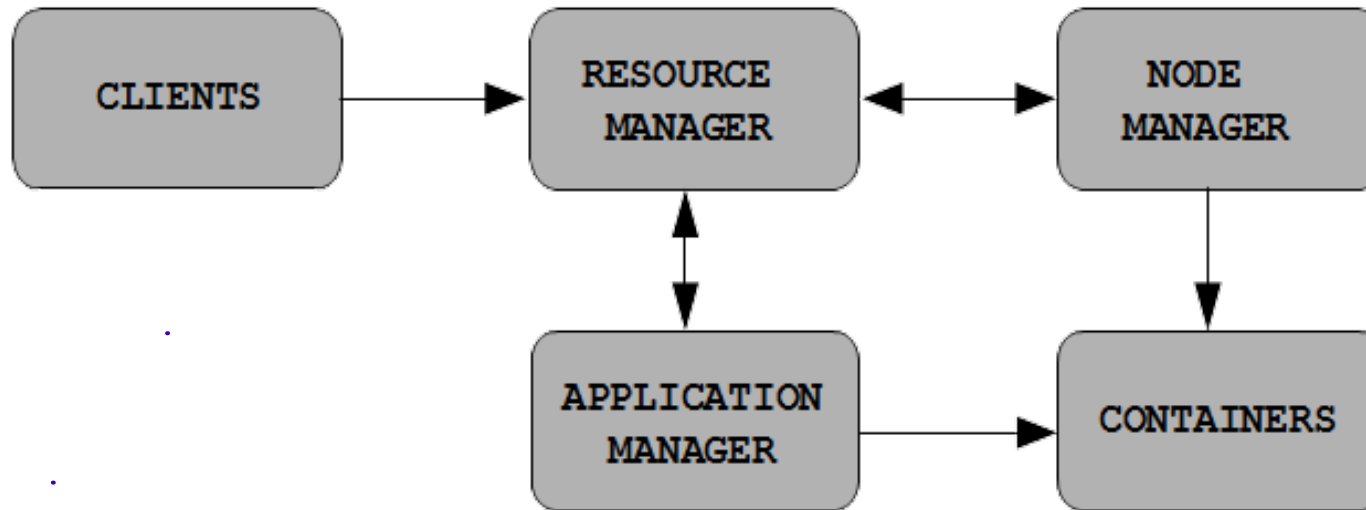 CLIENTS
RESOURCE
MANAGER
NODE
MANAGER
APPLICATION
MANAGER
CONTAINERS